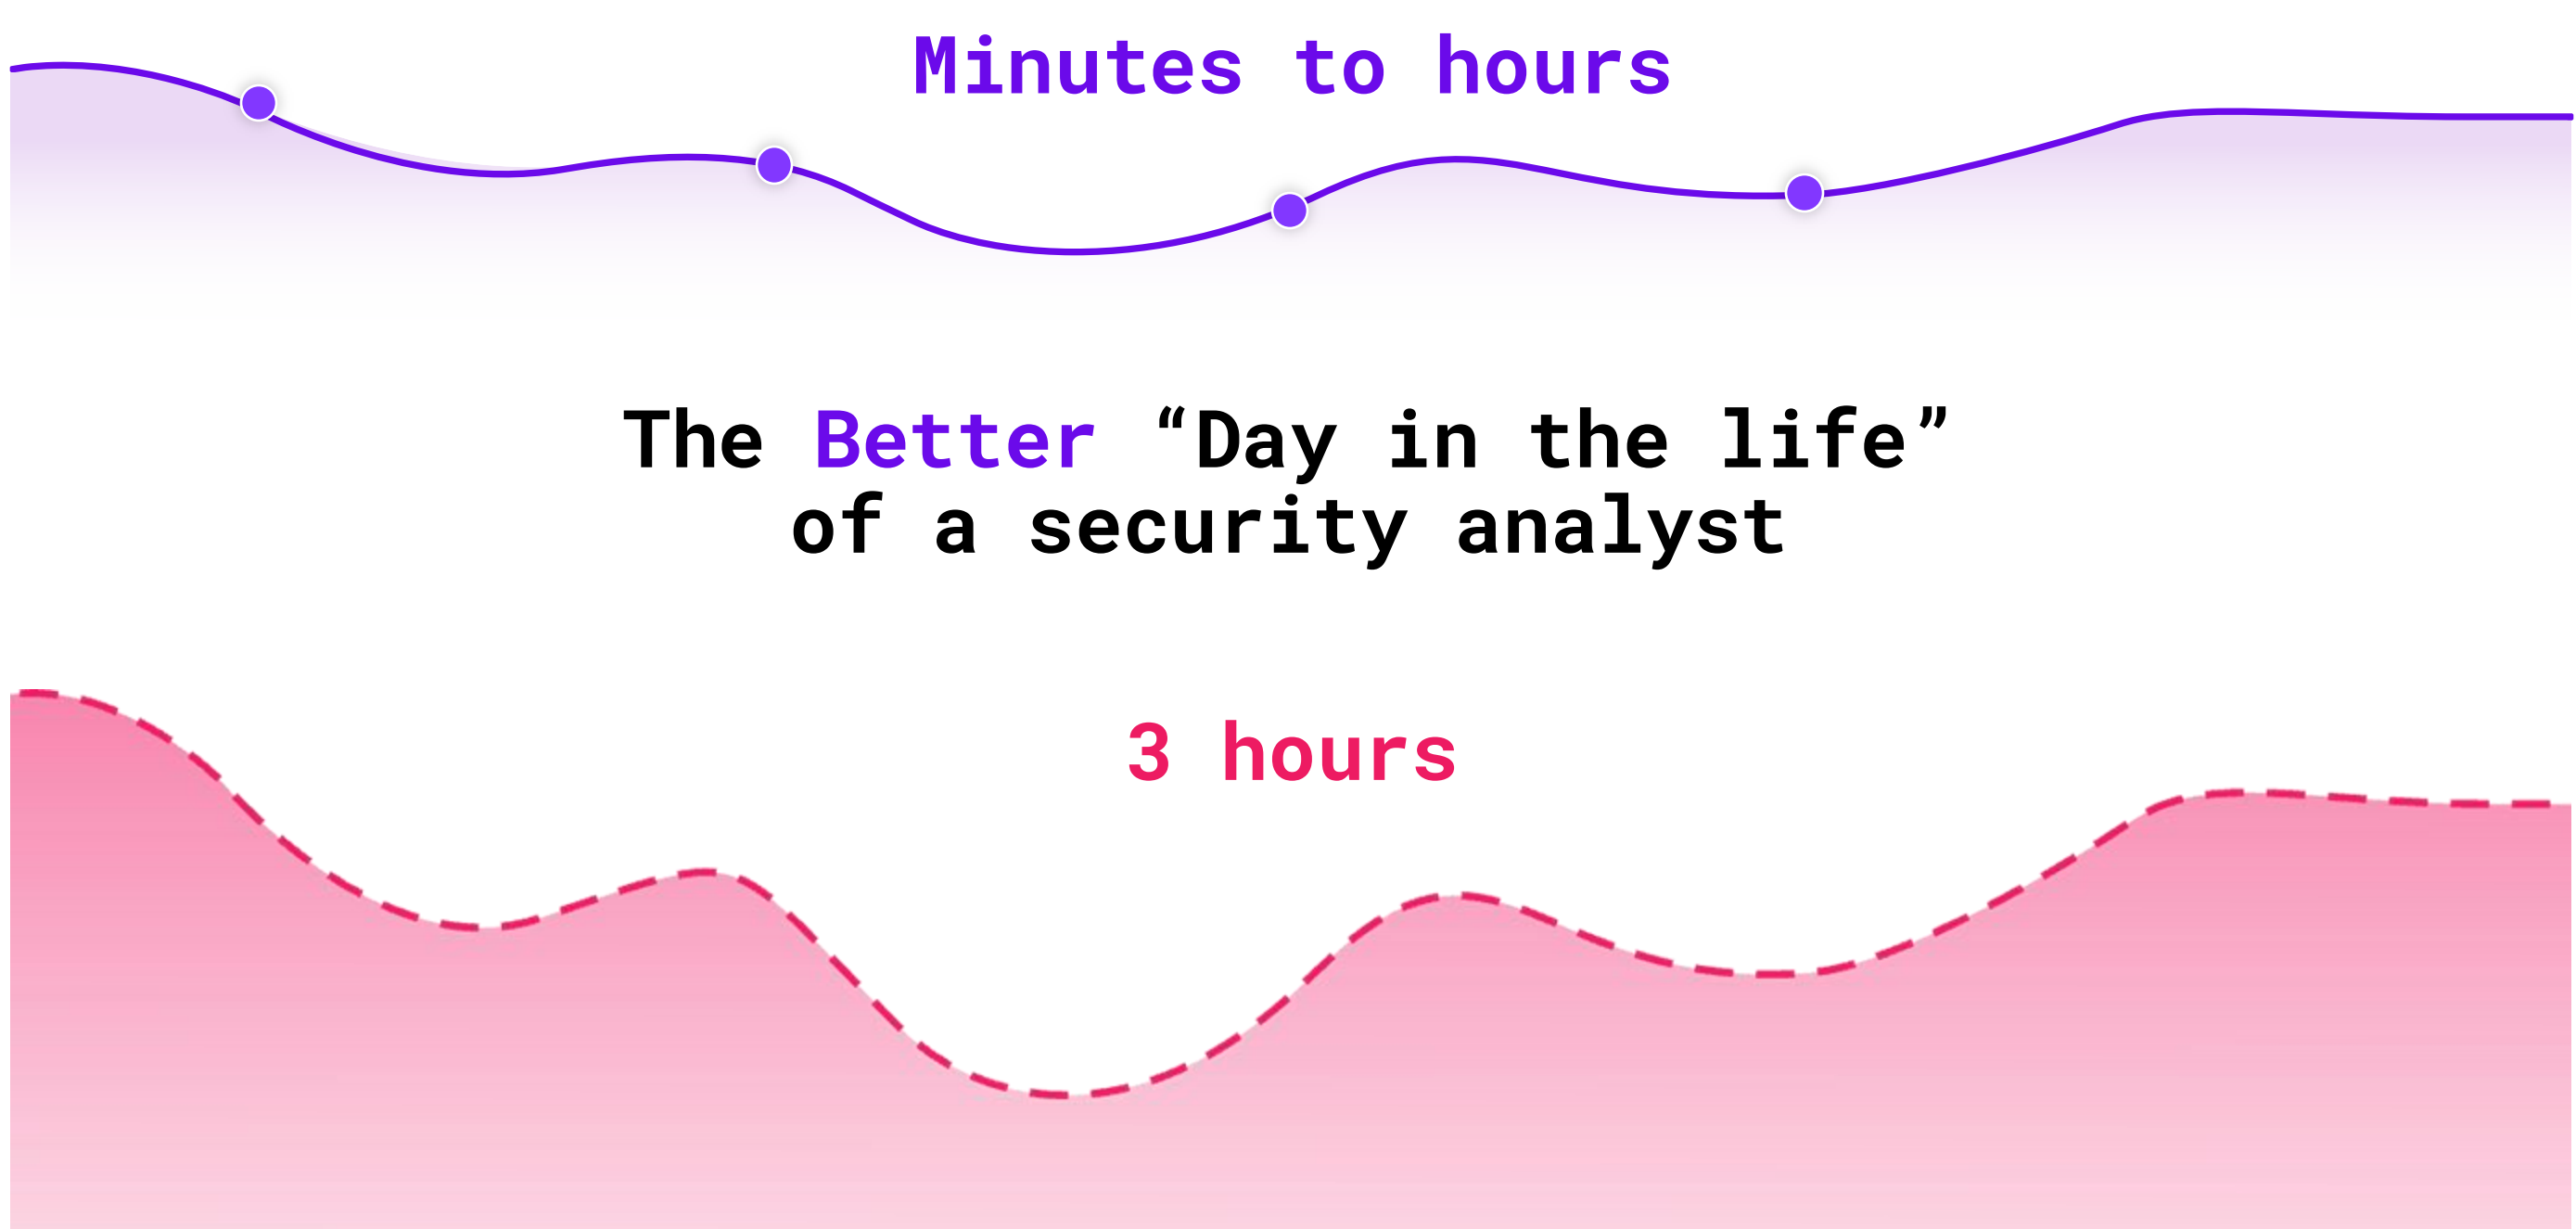 Minutes to hours
The Better “Day in the life”
of a security analyst
3 hours